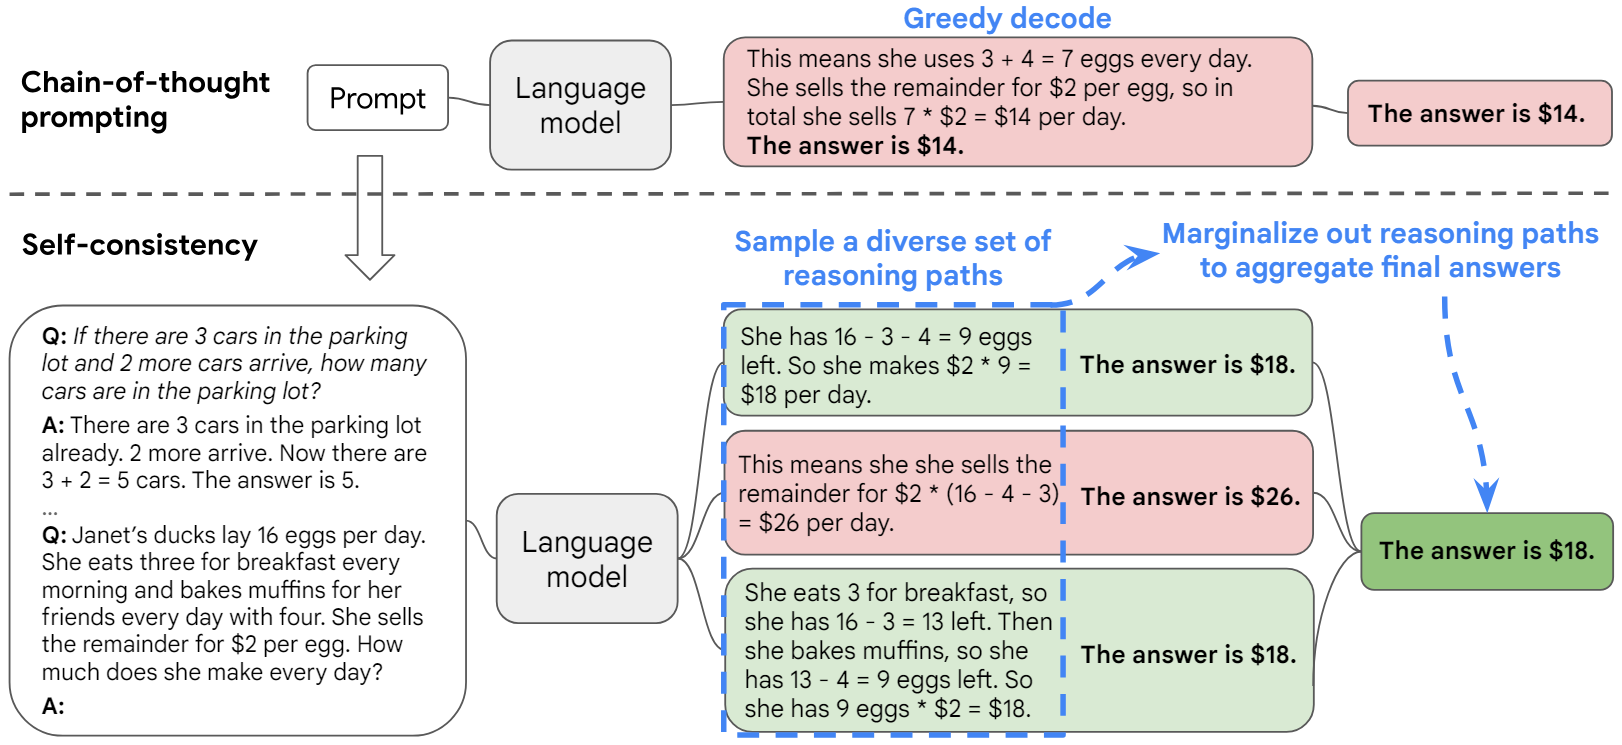 Greedy decode
Chain-of-thought
prompting
Prompt
Language
model
This means she uses 3 + 4 = 7 eggs every day.
She sells the remainder for $2 per egg, so in
total she sells 7 * $2 = $14 per day.
The answer is $14.
The answer is $14.
Self-consistency
Sample a diverse set of
reasoning paths
Marginalize out reasoning paths
to aggregate final answers
Q: If there are 3 cars in the parking
lot and 2 more cars arrive, how many
cars are in the parking lot?
A: There are 3 cars in the parking lot
already. 2 more arrive. Now there are
3 + 2 = 5 cars. The answer is 5.
...
Q: Janet's ducks lay 16 eggs per day.
She eats three for breakfast every
morning and bakes muffins for her
friends every day with four. She sells
the remainder for $2 per egg. How
much does she make every day?
A:
Language
model
She has 16 - 3 - 4 = 9 eggs
left. So she makes $2 * 9 =
$18 per day.
The answer is $18.
This means she she sells the
remainder for $2 * (16 - 4 - 3)
= $26 per day.
The answer is $26.
She eats 3 for breakfast, so
she has 16 - 3 = 13 left. Then
she bakes muffins, so she
has 13 - 4 = 9 eggs left. So
she has 9 eggs * $2 = $18.
The answer is $18.
The answer is $18.